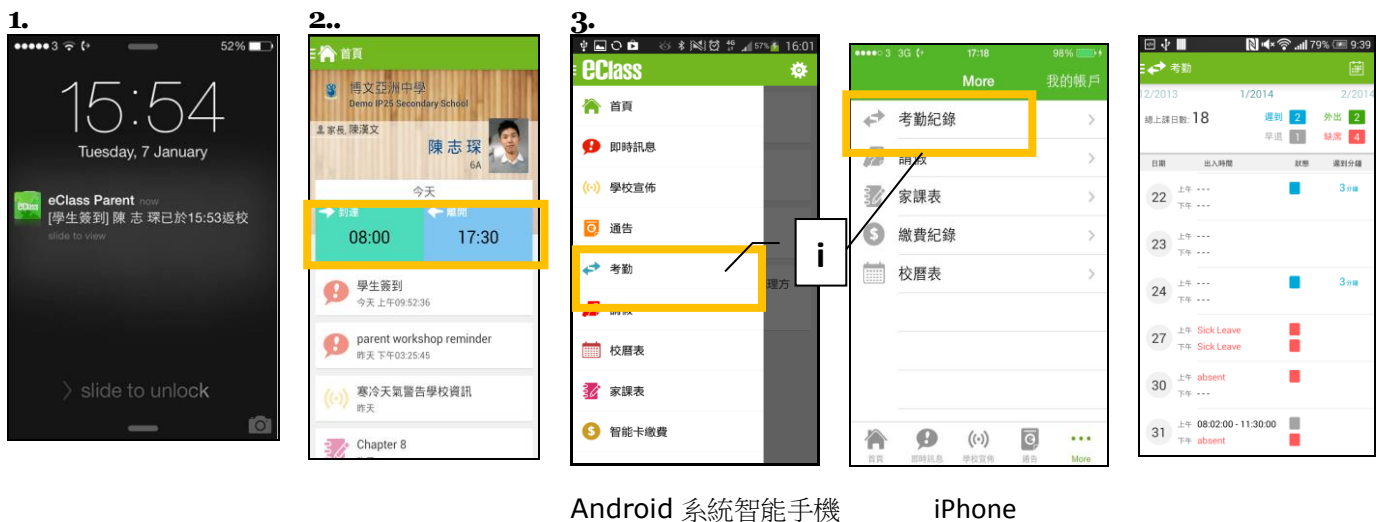 1.
3
52%
15:54
Tuesday, 7 January
eClass Parent now
[學生簽到] 陳 志 琛已於15:53返校
slide to view
slide to unlock
2..
首頁
博文亞洲中學
Demo IP25 Secondary School
家長, 陳漢文
陳 志 琛
6A
今天
到達
離開
08:00
17:30
學生簽到
今天 上午09:52:36
parent workshop reminder
昨天 下午03:25:45
寒冷天氣警告學校資訊
昨天
Chapter 8
3.
4G
57%
16:01
eClass
首頁
即時訊息
學校宣佈
通告
考勤
理方
校曆表
家課表
智能卡繳費
i
Android 系統智能手機
3 3G
17:18
98%
More
我的帳戶
考勤紀錄
請假
家課表
繳費紀錄
校曆表
首頁
即時訊息
學校宣佈
通告
More
iPhone
79%
9:39
考勤
12/2013
1/2014
2/2014
總上課日數: 18
遲到 2
外出 2
早退 1
缺席 4
日期
出入時間
狀態
遲到分鐘
22
上午 ---
3 分鐘
下午 ---
23
上午 ---
下午 ---
24
上午 ---
3 分鐘
下午 ---
27
上午 Sick Leave
下午 Sick Leave
30
上午 absent
下午 ---
31
上午 08:02:00 - 11:30:00
下午 absent